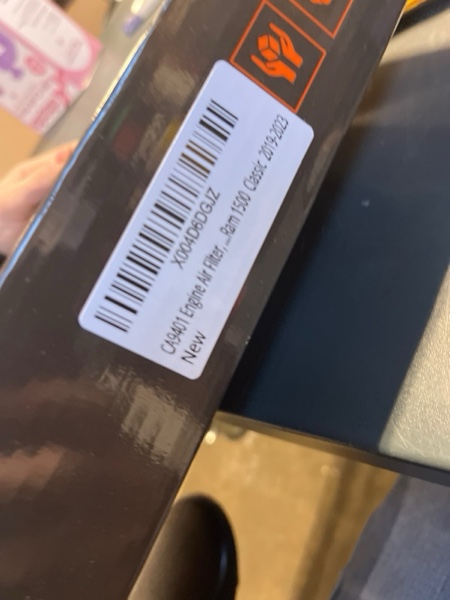 X004D6DGJZ
CA9401 Engine Air Filter, ...Ram 1500 Classic 2019-2023
New